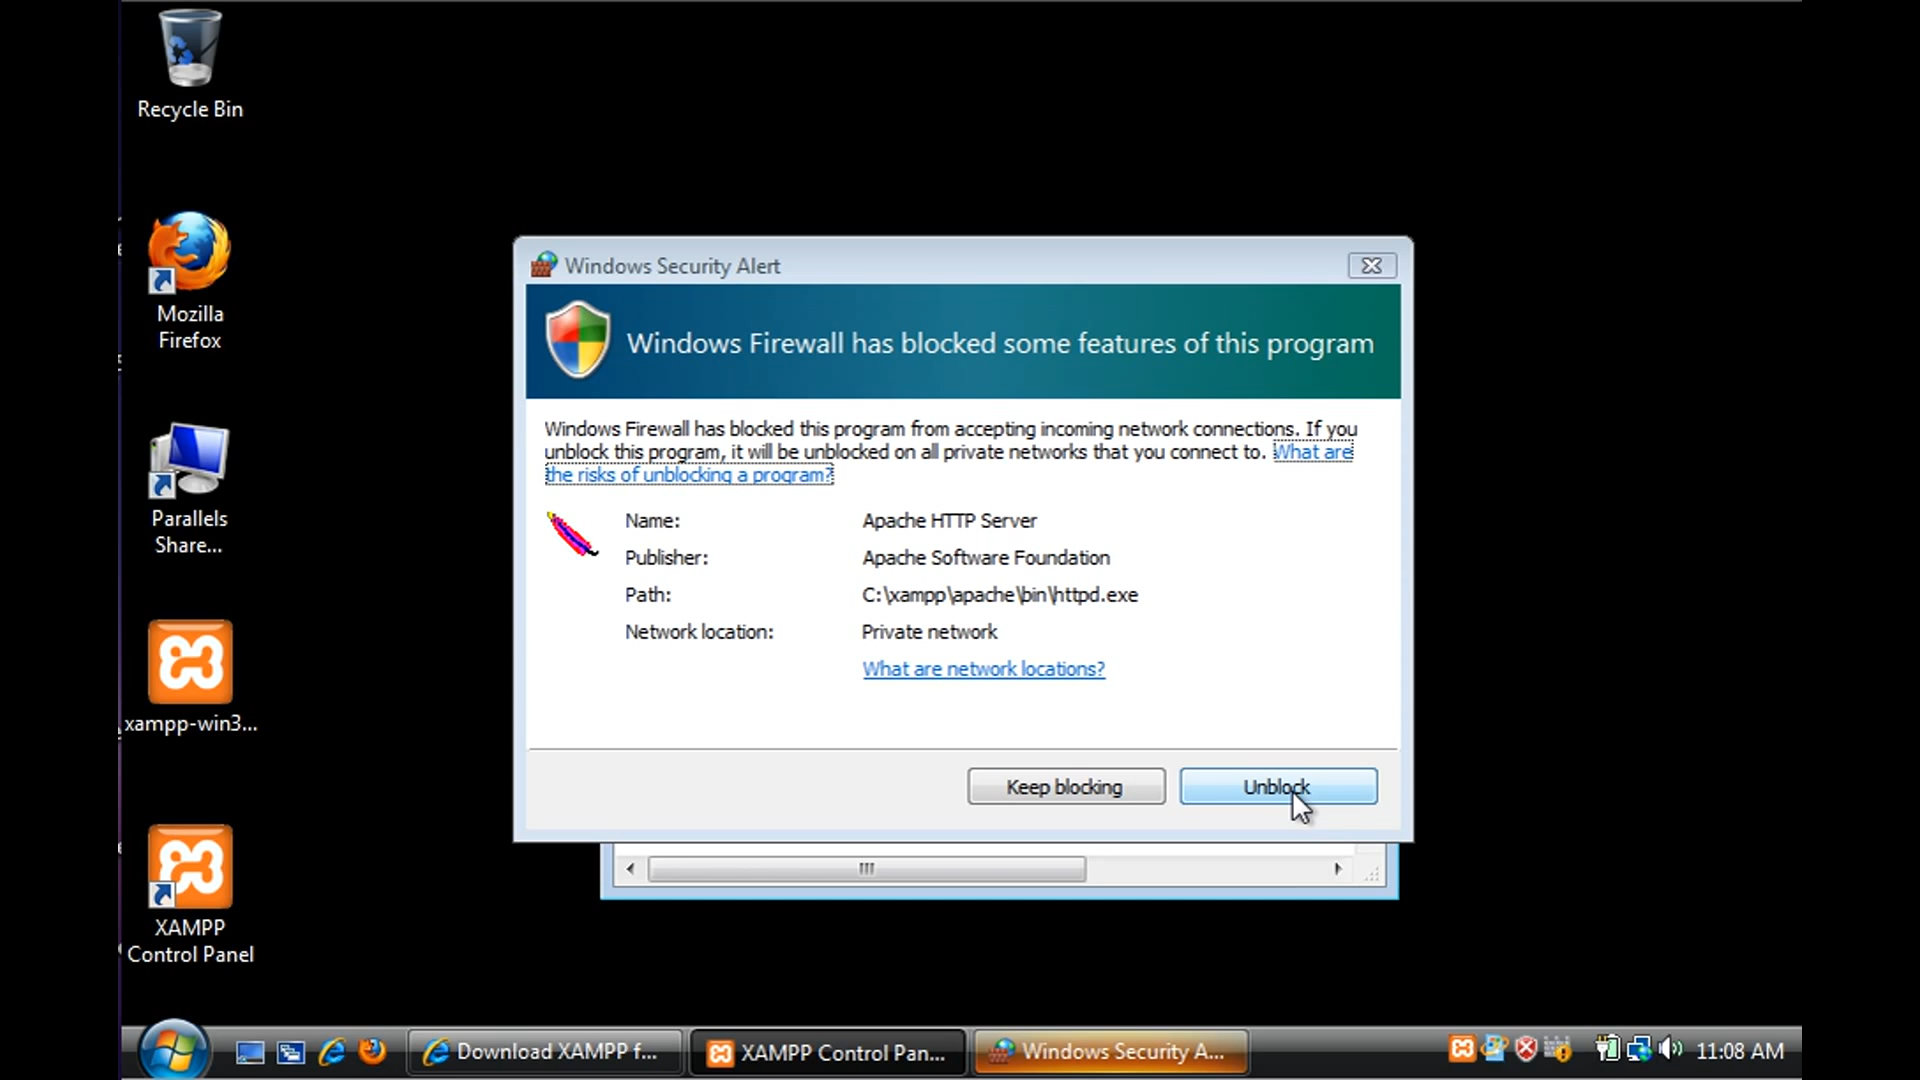 Recycle Bin
Mozilla
Firefox
Parallels
Share...
xampp-win3...
XAMPP
Control Panel
Windows Security Alert
Windows Firewall has blocked some features of this program
Windows Firewall has blocked this program from accepting incoming network connections. If you
unblock this program, it will be unblocked on all private networks that you connect to. What are
the risks of unblocking a program?
Name: Apache HTTP Server
Publisher: Apache Software Foundation
Path: C:\xampp\apache\bin\httpd.exe
Network location: Private network
What are network locations?
Keep blocking
Unblock
Download XAMPP f...
XAMPP Control Pan...
Windows Security A...
11:08 AM